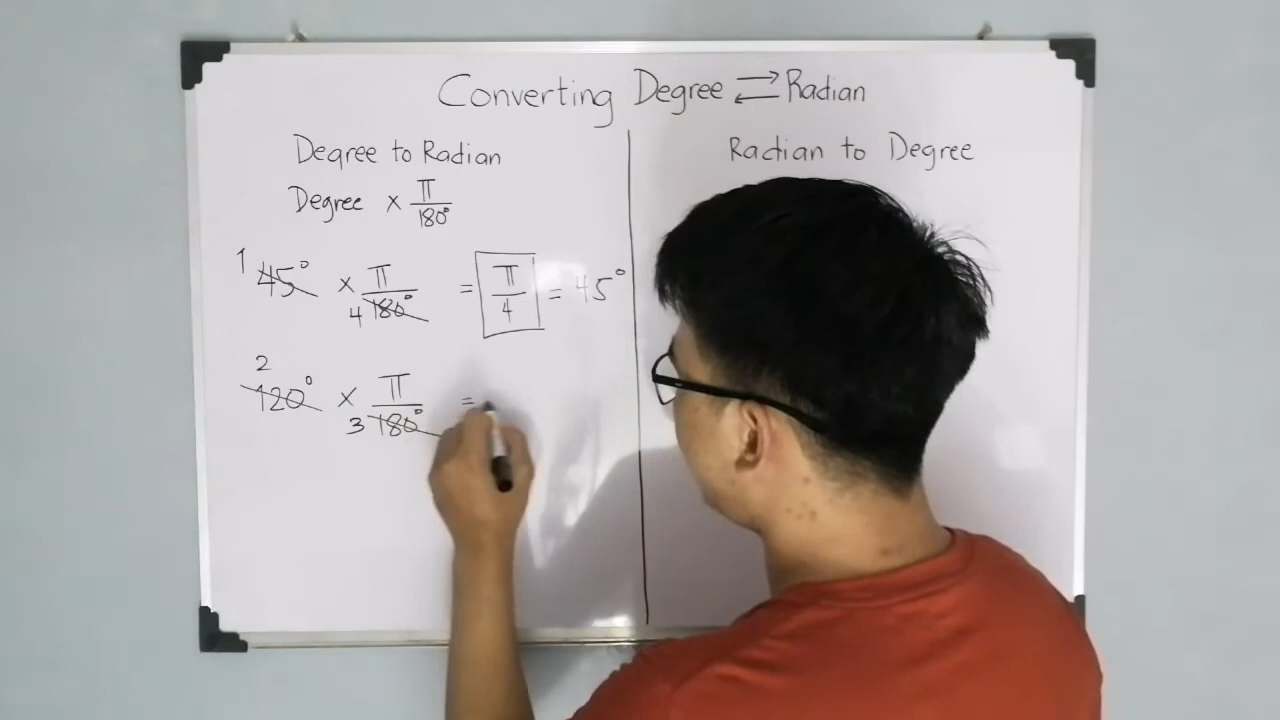 Converting Degree ⇄ Radian
Degree to Radian
Degree × π/180°
1 45° × π/4 180° = π/4 = 45°
2
120° × π/3 180° =
Radian to Degree